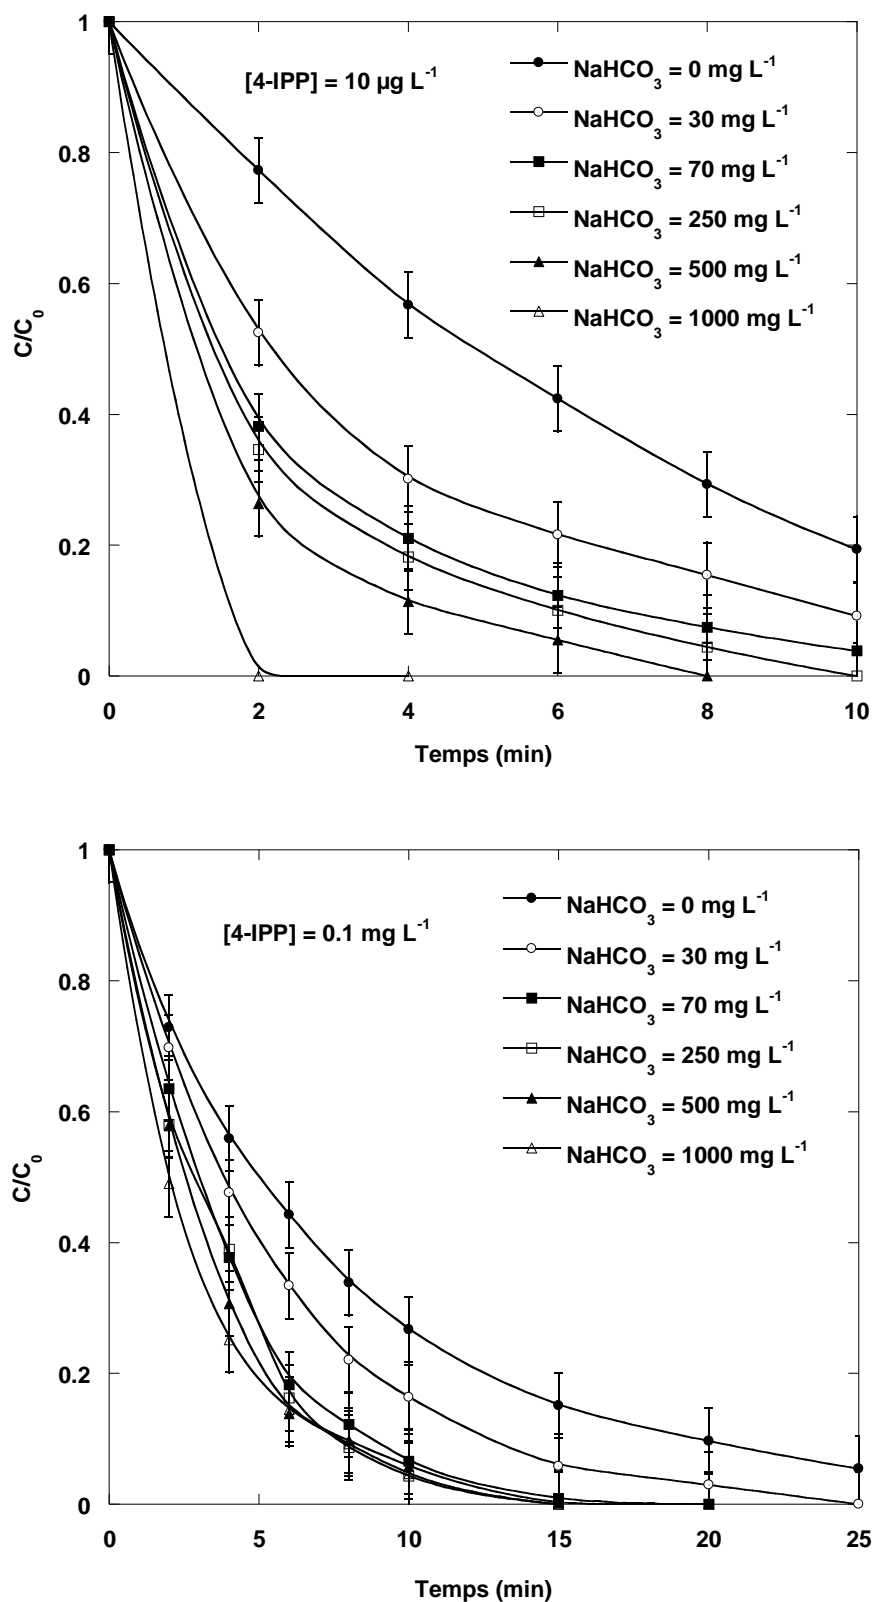 1
0.8
0.6
0.4
0.2
0
C/C₀
[4-IPP] = 10 µg L⁻¹
NaHCO₃ = 0 mg L⁻¹
NaHCO₃ = 30 mg L⁻¹
NaHCO₃ = 70 mg L⁻¹
NaHCO₃ = 250 mg L⁻¹
NaHCO₃ = 500 mg L⁻¹
NaHCO₃ = 1000 mg L⁻¹
0 2 4 6 8 10
Temps (min)
1
0.8
0.6
0.4
0.2
0
C/C₀
[4-IPP] = 0.1 mg L⁻¹
NaHCO₃ = 0 mg L⁻¹
NaHCO₃ = 30 mg L⁻¹
NaHCO₃ = 70 mg L⁻¹
NaHCO₃ = 250 mg L⁻¹
NaHCO₃ = 500 mg L⁻¹
NaHCO₃ = 1000 mg L⁻¹
0 5 10 15 20 25
Temps (min)